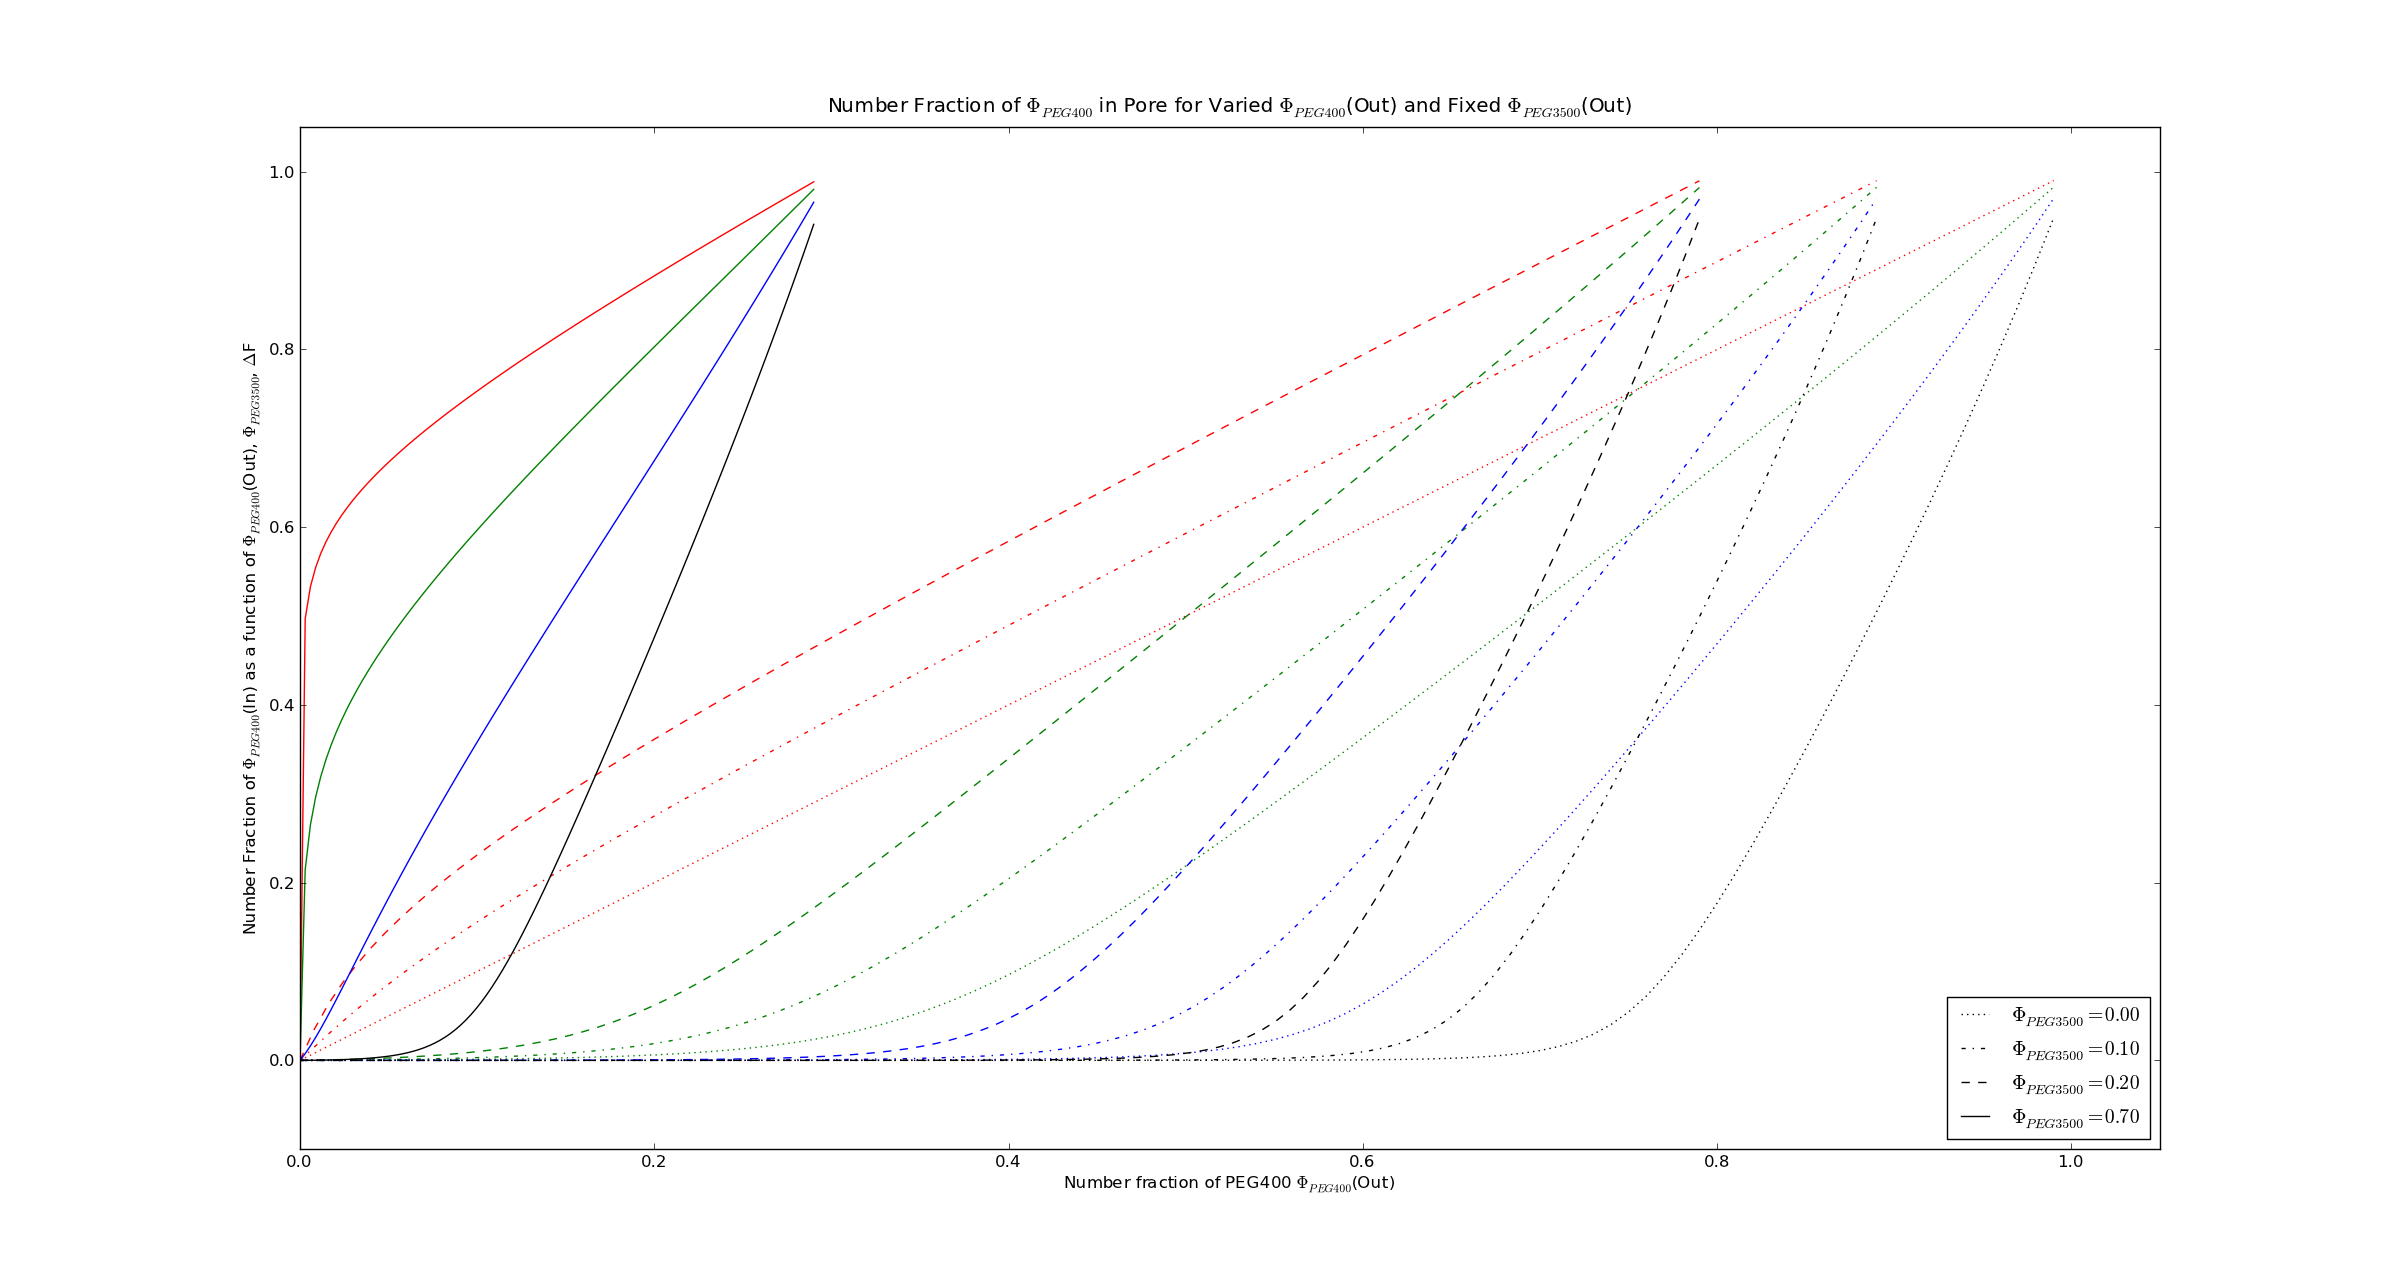 Number Fraction of Φ_PEG400 in Pore for Varied Φ_PEG400(Out) and Fixed Φ_PEG3500(Out)
Number Fraction of Φ_PEG400(In) as a function of Φ_PEG400(Out), Φ_PEG3500, ΔF
1.0
0.8
0.6
0.4
0.2
0.0
0.0 0.2 0.4 0.6 0.8 1.0
Number fraction of PEG400 Φ_PEG400(Out)
Φ_PEG3500 =0.00
Φ_PEG3500 =0.10
Φ_PEG3500 =0.20
Φ_PEG3500 =0.70